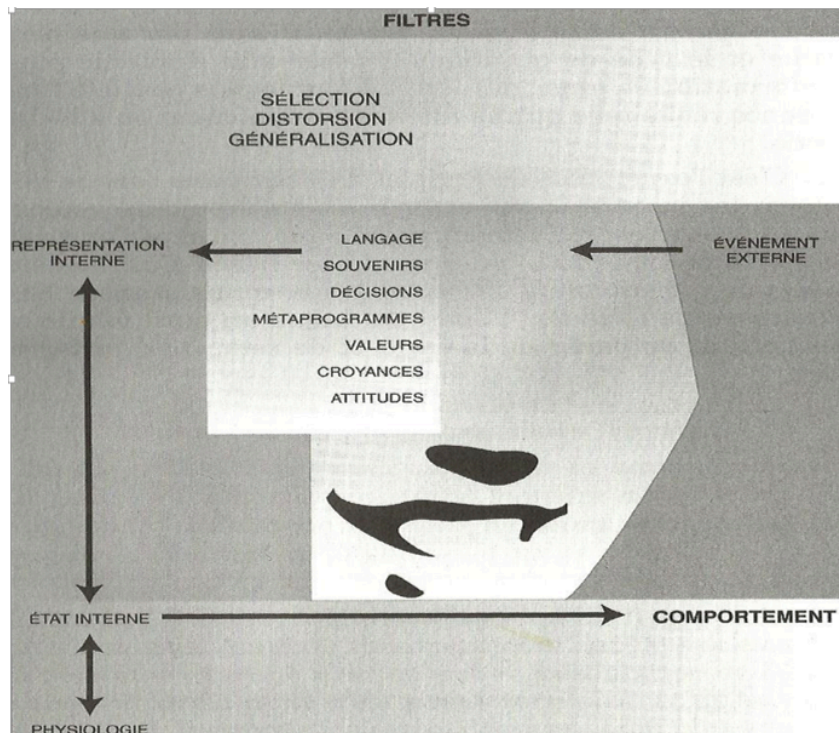 FILTRES
SÉLECTION
DISTORSION
GÉNÉRALISATION
REPRÉSENTATION
INTERNE
LANGAGE
SOUVENIRS
DÉCISIONS
MÉTAPROGRAMMES
VALEURS
CROYANCES
ATTITUDES
ÉVÉNEMENT
EXTERNE
ÉTAT INTERNE
COMPORTEMENT
PHYSIOLOGIE